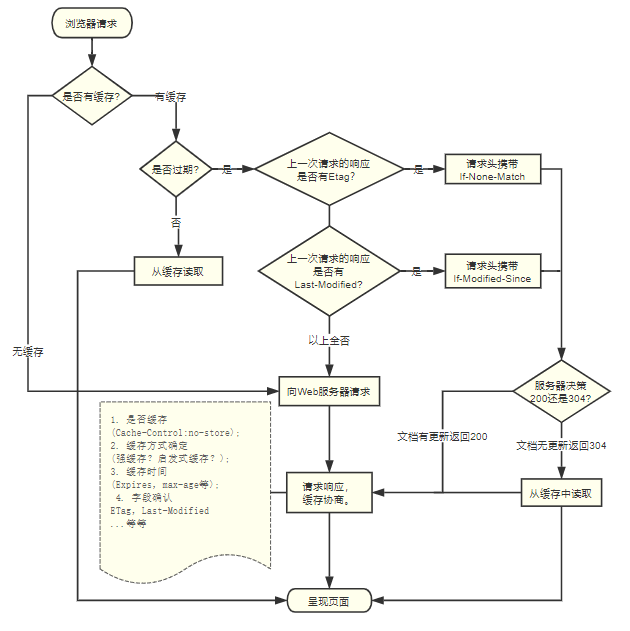 浏览器请求
是否有缓存?
有缓存
是否过期?
是
上一次请求的响应
是否有Etag?
是
请求头携带
If-None-Match
否
从缓存读取
上一次请求的响应
是否有
Last-Modified?
是
请求头携带
If-Modified-Since
无缓存
以上全否
向Web服务器请求
服务器决策
200还是304?
文档有更新返回200
文档无更新返回304
1. 是否缓存
(Cache-Control:no-store);
2. 缓存方式确定
(强缓存? 启发式缓存? );
3. 缓存时间
(Expires, max-age等);
4. 字段确认
ETag, Last-Modified
...等等
请求响应,
缓存协商。
从缓存中读取
呈现页面